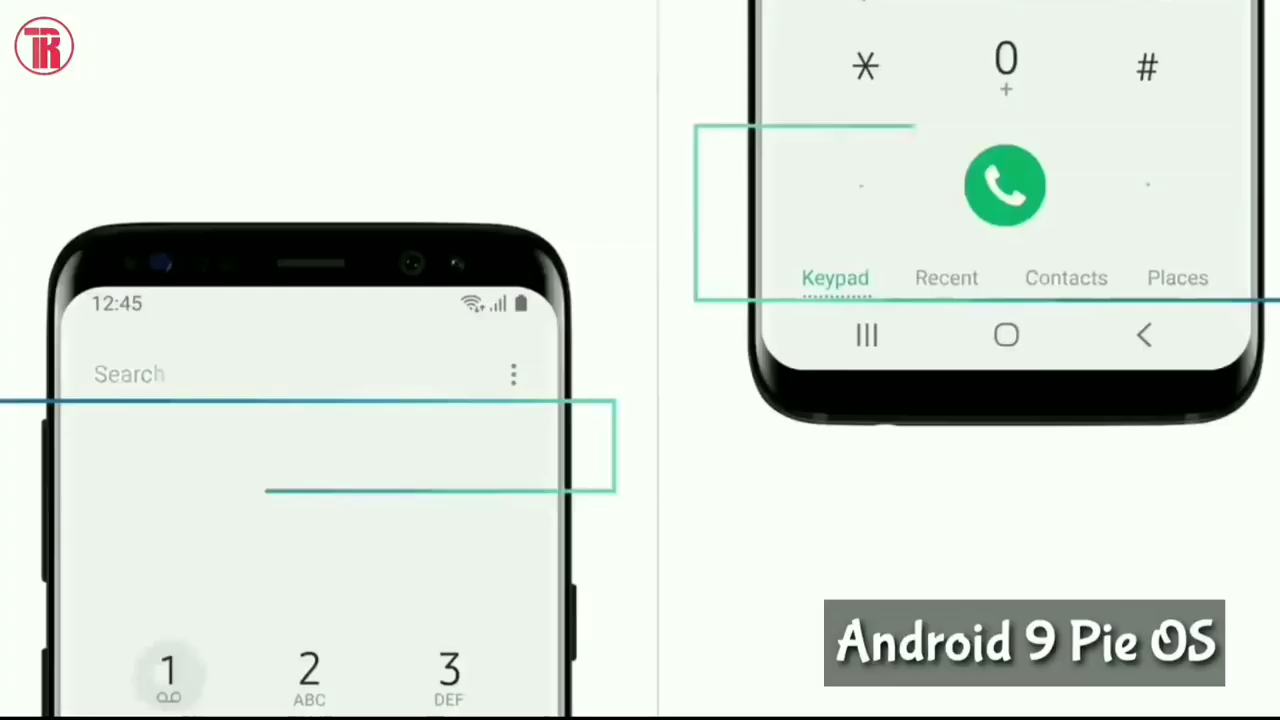 TR
12:45
Search
1
2
ABC
3
DEF
* 0 #
+
Keypad Recent Contacts Places
Android 9 Pie OS